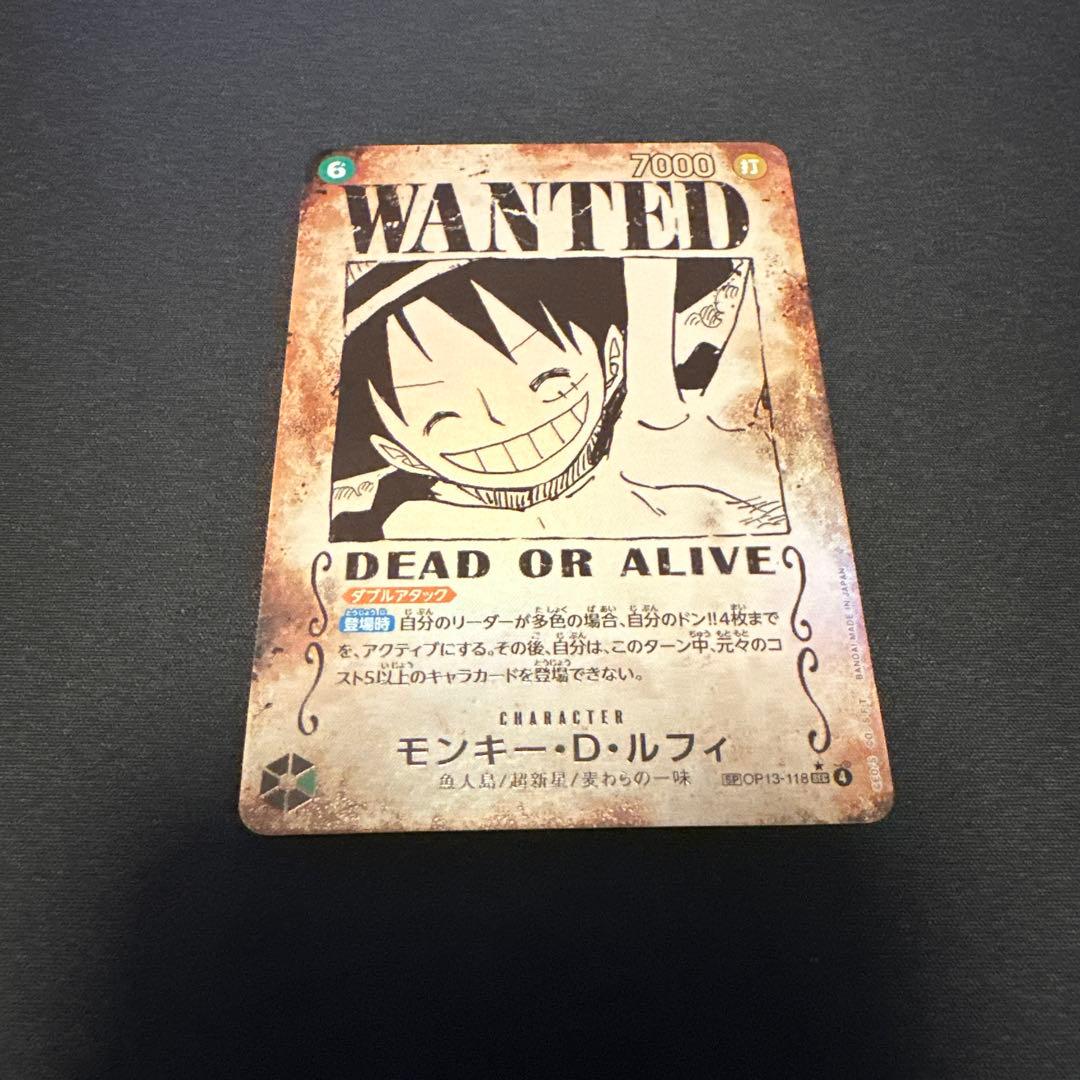 6 7000 打
WANTED
DEAD OR ALIVE
ダブルアタック
登場時 自分のリーダーが多色の場合、自分のドン!!4枚まで
を、アクティブにする。その後、自分は、このターン中、元々のコ
スト5以上のキャラカードを登場できない。
CHARACTER
モンキー・D・ルフィ
魚人島/超新星/麦わらの一味 SP OP13-118 SEC ★ 4
BANDAI MADE IN JAPAN